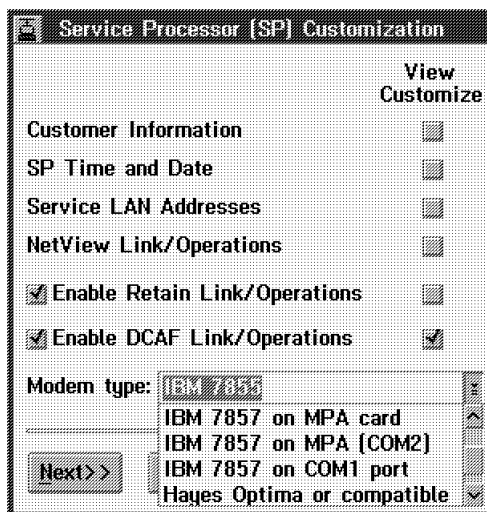 Service Processor (SP) Customization
View
Customize
Customer Information
SP Time and Date
Service LAN Addresses
NetView Link/Operations
Enable Retain Link/Operations
Enable DCAF Link/Operations
Modem type: IBM 7855
IBM 7857 on MPA card
IBM 7857 on MPA (COM2)
IBM 7857 on COM1 port
Hayes Optima or compatible
Next>>